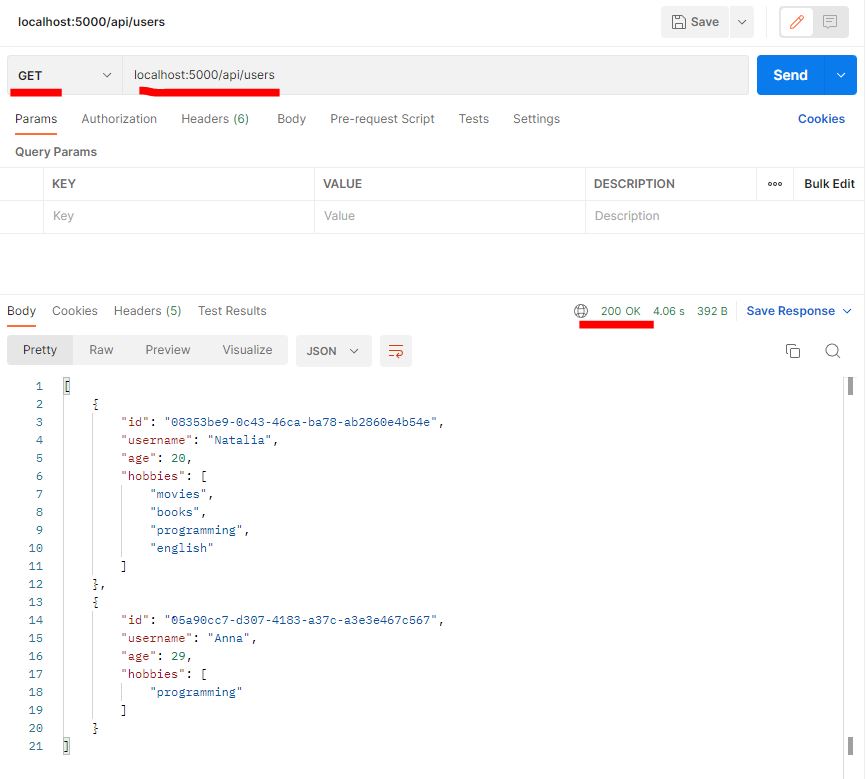 localhost:5000/api/users Save
GET localhost:5000/api/users Send
Params Authorization Headers (6) Body Pre-request Script Tests Settings Cookies
Query Params
KEY VALUE DESCRIPTION ooo Bulk Edit
Key Value Description
Body Cookies Headers (5) Test Results 200 OK 4.06 s 392 B Save Response
Pretty Raw Preview Visualize JSON
1 [
2 {
3 "id": "08353be9-0c43-46ca-ba78-ab2860e4b54e",
4 "username": "Natalia",
5 "age": 20,
6 "hobbies": [
7 "movies",
8 "books",
9 "programming",
10 "english"
11 ]
12 },
13 {
14 "id": "05a90cc7-d307-4183-a37c-a3e3e467c567",
15 "username": "Anna",
16 "age": 29,
17 "hobbies": [
18 "programming"
19 ]
20 }
21 ]